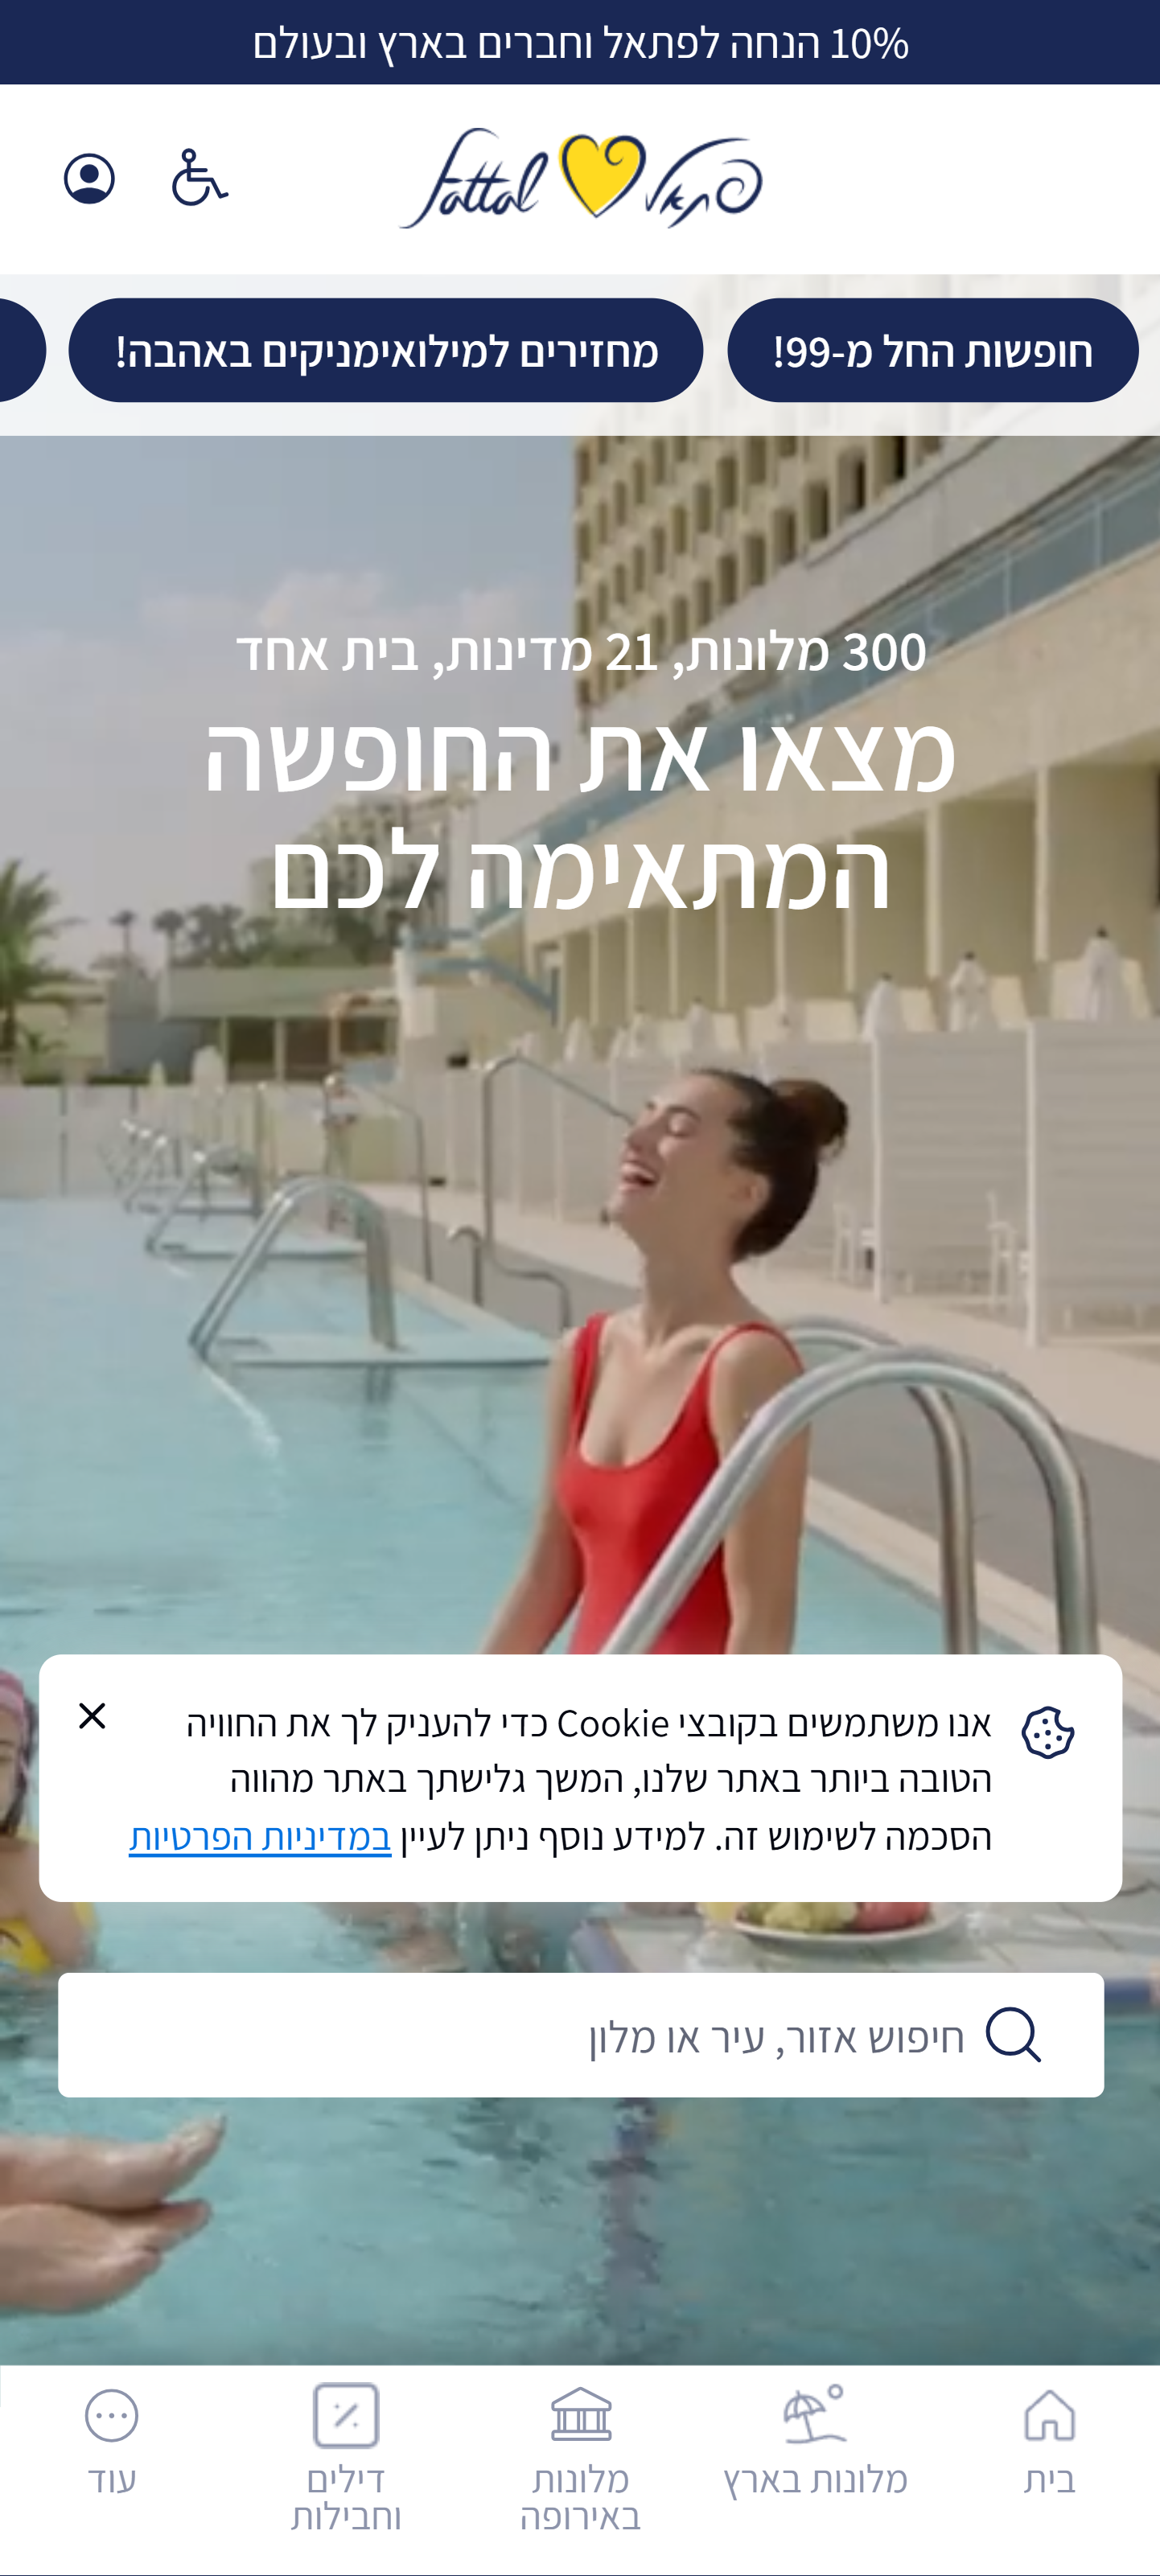 10% הנחה לפתאל וחברים בארץ ובעולם
פתאל fattal
חופשות החל מ-99!
מחזירים למילואימניקים באהבה!
300 מלונות, 21 מדינות, בית אחד
מצאו את החופשה
המתאימה לכם
אנו משתמשים בקובצי Cookie כדי להעניק לך את החוויה
הטובה ביותר באתר שלנו, המשך גלישתך באתר מהווה
הסכמה לשימוש זה. למידע נוסף ניתן לעיין במדיניות הפרטיות
חיפוש אזור, עיר או מלון
בית
מלונות בארץ
מלונות
באירופה
דילים
וחבילות
עוד